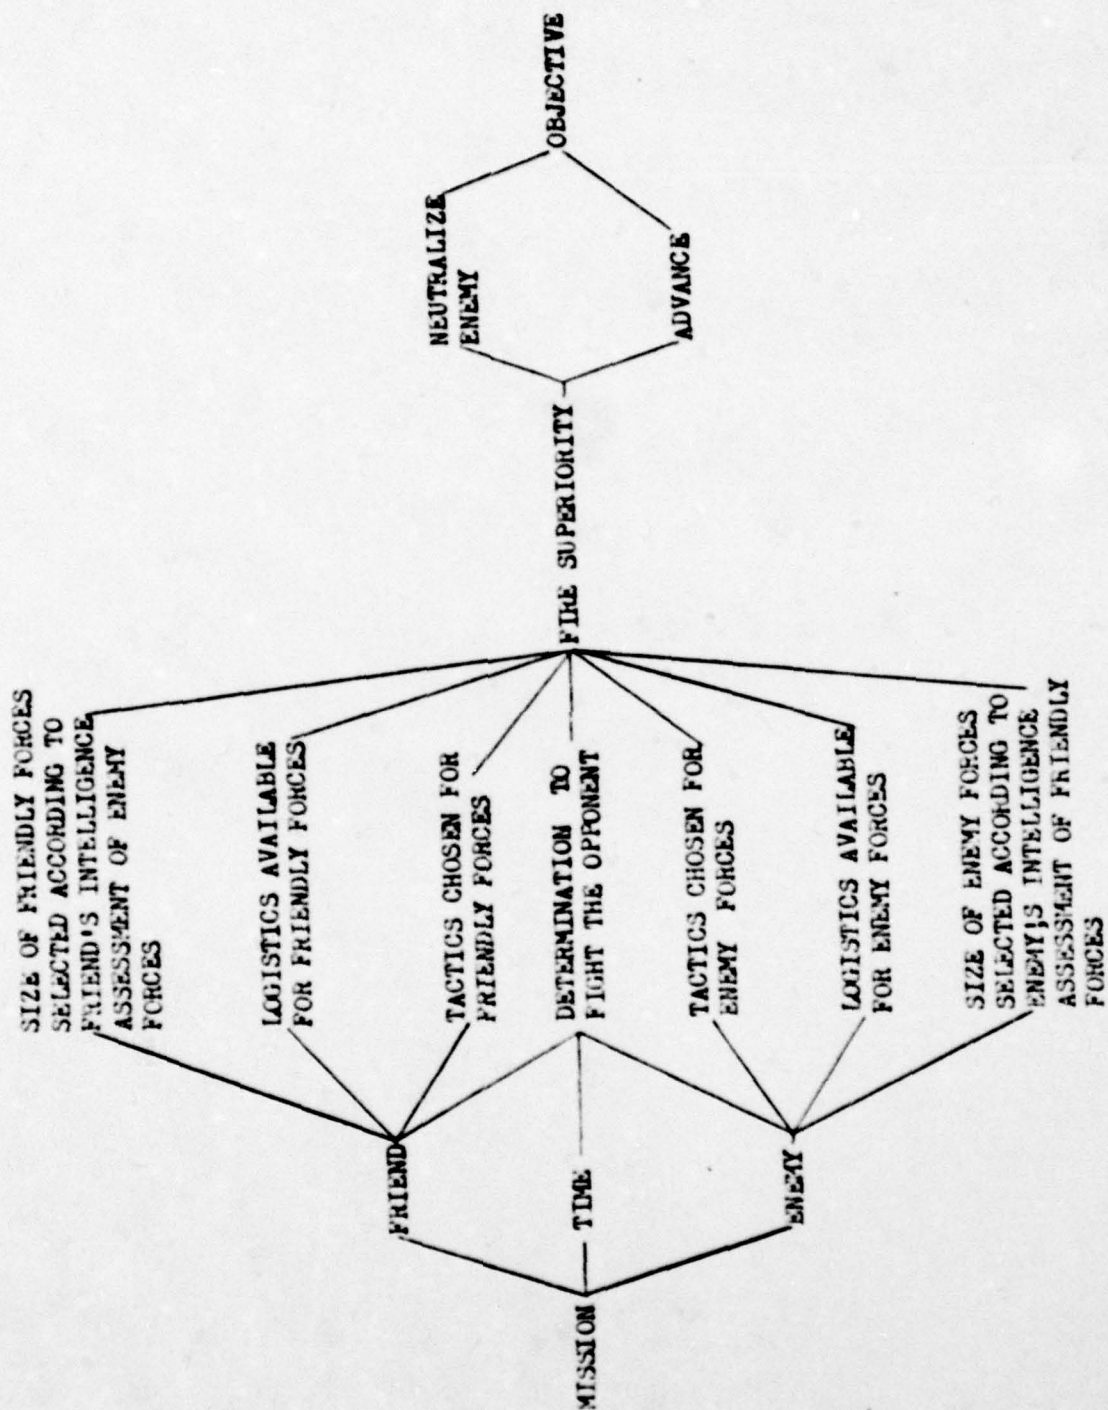 MISSION
FRIEND
TIME
ENEMY
SIZE OF FRIENDLY FORCES
SELECTED ACCORDING TO
FRIEND'S INTELLIGENCE
ASSESSMENT OF ENEMY
FORCES
LOGISTICS AVAILABLE
FOR FRIENDLY FORCES
TACTICS CHOSEN FOR
FRIENDLY FORCES
DETERMINATION TO
FIGHT THE OPPONENT
TACTICS CHOSEN FOR
ENEMY FORCES
LOGISTICS AVAILABLE
FOR ENEMY FORCES
SIZE OF ENEMY FORCES
SELECTED ACCORDING TO
ENEMY;S INTELLIGENCE
ASSESSMENT OF FRIENDLY
FORCES
FIRE SUPERIORITY
NEUTRALIZE
ENEMY
ADVANCE
OBJECTIVE